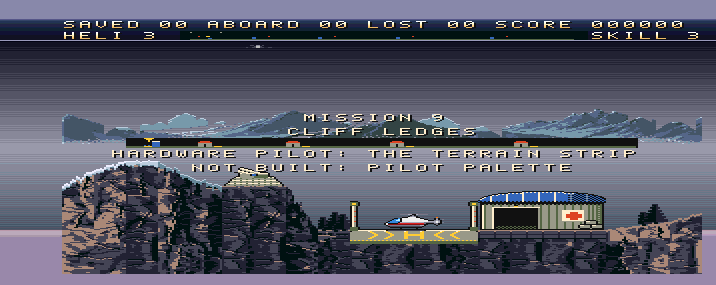 SAVED 00 ABOARD 00 LOST 00 SCORE 000000
HELI 3 SKILL 3
MISSION 9
CLIFF LEDGES
HARDWARE PILOT: THE TERRAIN STRIP
NOT BUILT: PILOT PALETTE
H